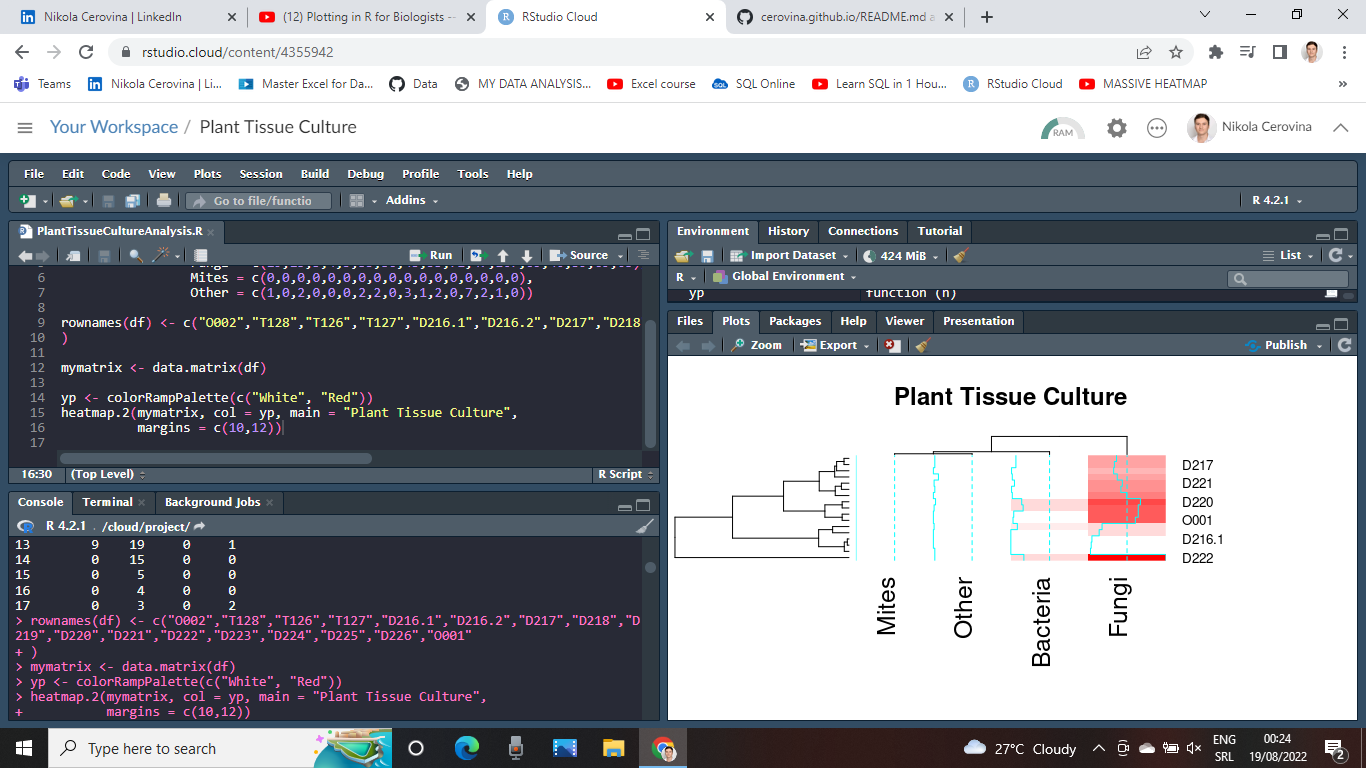 Nikola Cerovina | LinkedIn
(12) Plotting in R for Biologists --
RStudio Cloud
cerovina.github.io/README.md a
rstudio.cloud/content/4355942
Teams
Nikola Cerovina | Li...
Master Excel for Da...
Data
MY DATA ANALYSIS...
Excel course
SQL Online
Learn SQL in 1 Hou...
RStudio Cloud
MASSIVE HEATMAP
»
Your Workspace / Plant Tissue Culture
RAM
Nikola Cerovina
File Edit Code View Plots Session Build Debug Profile Tools Help
Go to file/functio
Addins
R 4.2.1
PlantTissueCultureAnalysis.R
Run
Source
6 Mites = c(0,0,0,0,0,0,0,0,0,0,0,0,0,0,0,0,0),
7 Other = c(1,0,2,0,0,0,2,2,0,3,1,2,0,7,2,1,0))
8
9 rownames(df) <- c("O002","T128","T126","T127","D216.1","D216.2","D217","D218
10 )
11
12 mymatrix <- data.matrix(df)
13
14 yp <- colorRampPalette(c("White", "Red"))
15 heatmap.2(mymatrix, col = yp, main = "Plant Tissue Culture",
16 margins = c(10,12))
17
16:30 (Top Level)
R Script
Console Terminal Background Jobs
R 4.2.1 . /cloud/project/
13 9 19 0 1
14 0 15 0 0
15 0 5 0 0
16 0 4 0 0
17 0 3 0 2
> rownames(df) <- c("O002","T128","T126","T127","D216.1","D216.2","D217","D218","D
219","D220","D221","D222","D223","D224","D225","D226","O001"
+ )
> mymatrix <- data.matrix(df)
> yp <- colorRampPalette(c("White", "Red"))
> heatmap.2(mymatrix, col = yp, main = "Plant Tissue Culture",
+ margins = c(10,12))
Environment History Connections Tutorial
Import Dataset
424 MiB
List
R
Global Environment
yp function (n)
Files Plots Packages Help Viewer Presentation
Zoom
Export
Publish
Plant Tissue Culture
D217
D221
D220
O001
D216.1
D222
Mites
Other
Bacteria
Fungi
Type here to search
27°C Cloudy
ENG
SRL
00:24
19/08/2022
2